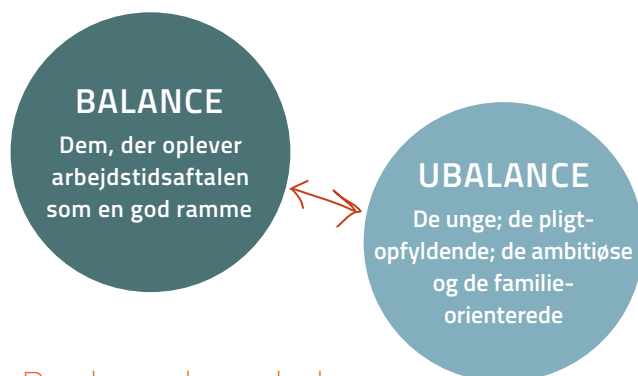 BALANCE
Dem, der oplever
arbejdstidsaftalen
som en god ramme
UBALANCE
De unge; de pligt-
opfyldende; de ambitiøse
og de familie-
orienterede